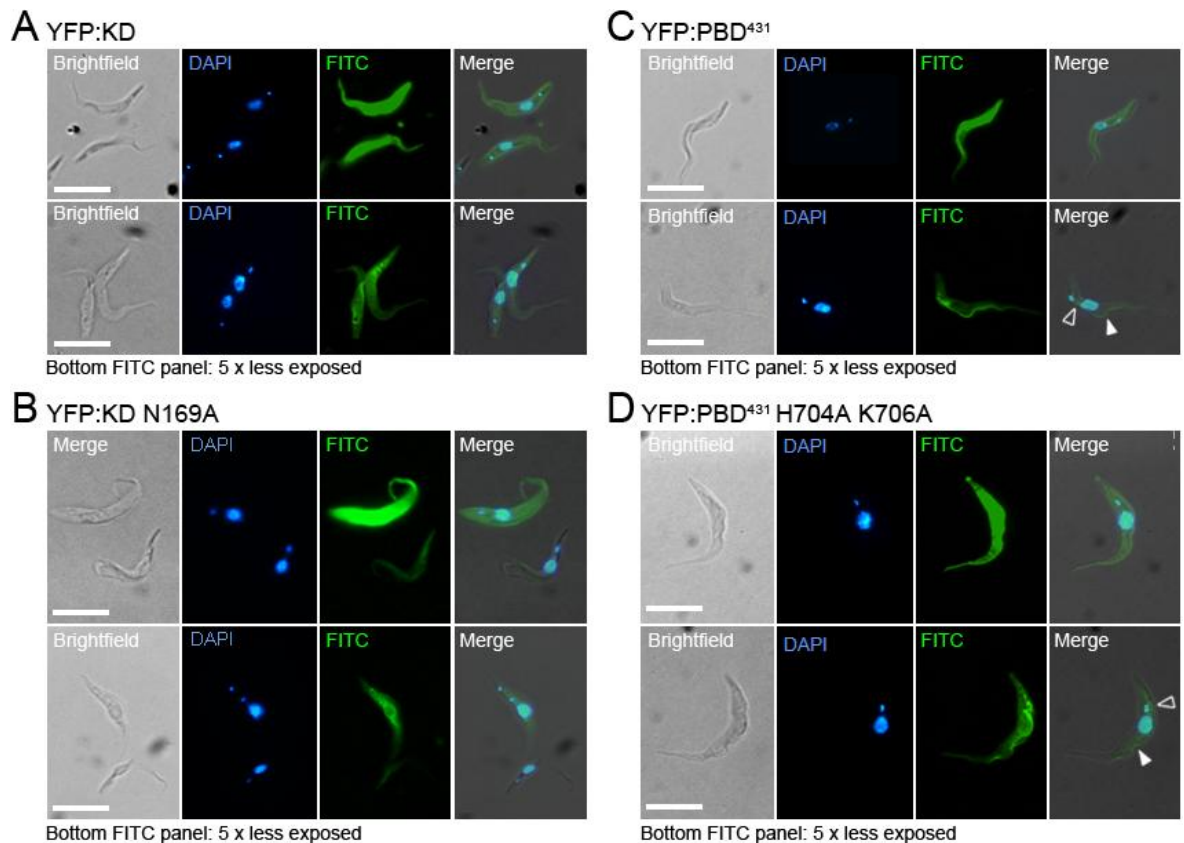 A YFP:KD
Brightfield DAPI FITC Merge
Brightfield DAPI FITC Merge
Bottom FITC panel: 5 x less exposed
B YFP:KD N169A
Merge DAPI FITC Merge
Brightfield DAPI FITC Merge
Bottom FITC panel: 5 x less exposed
C YFP:PBD⁴³¹
Brightfield DAPI FITC Merge
Brightfield DAPI FITC Merge
Bottom FITC panel: 5 x less exposed
D YFP:PBD⁴³¹ H704A K706A
Brightfield DAPI FITC Merge
Brightfield DAPI FITC Merge
Bottom FITC panel: 5 x less exposed